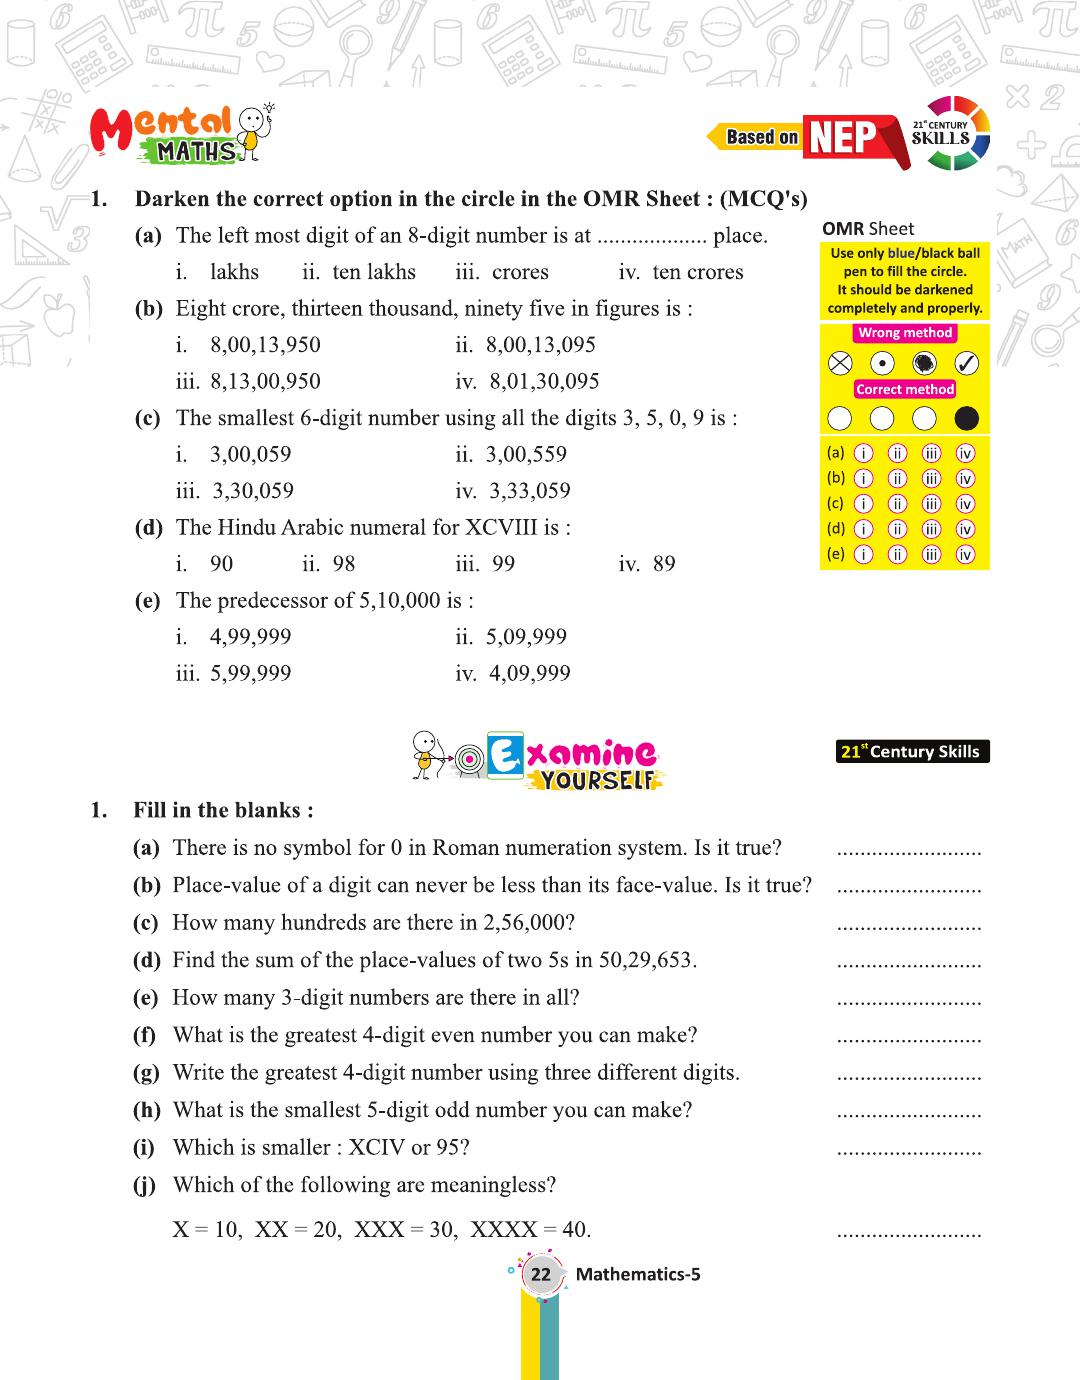 Mental
MATHS
Based on NEP
21st CENTURY
SKILLS
1. Darken the correct option in the circle in the OMR Sheet : (MCQ's)
(a) The left most digit of an 8-digit number is at ................... place.
i. lakhs ii. ten lakhs iii. crores iv. ten crores
(b) Eight crore, thirteen thousand, ninety five in figures is :
i. 8,00,13,950 ii. 8,00,13,095
iii. 8,13,00,950 iv. 8,01,30,095
(c) The smallest 6-digit number using all the digits 3, 5, 0, 9 is :
i. 3,00,059 ii. 3,00,559
iii. 3,30,059 iv. 3,33,059
(d) The Hindu Arabic numeral for XCVIII is :
i. 90 ii. 98 iii. 99 iv. 89
(e) The predecessor of 5,10,000 is :
i. 4,99,999 ii. 5,09,999
iii. 5,99,999 iv. 4,09,999
OMR Sheet
Use only blue/black ball
pen to fill the circle.
It should be darkened
completely and properly.
Wrong method
Correct method
(a) i ii iii iv
(b) i ii iii iv
(c) i ii iii iv
(d) i ii iii iv
(e) i ii iii iv
Examine
YOURSELF
21st Century Skills
1. Fill in the blanks :
(a) There is no symbol for 0 in Roman numeration system. Is it true? .........................
(b) Place-value of a digit can never be less than its face-value. Is it true? .........................
(c) How many hundreds are there in 2,56,000? .........................
(d) Find the sum of the place-values of two 5s in 50,29,653. .........................
(e) How many 3-digit numbers are there in all? .........................
(f) What is the greatest 4-digit even number you can make? .........................
(g) Write the greatest 4-digit number using three different digits. .........................
(h) What is the smallest 5-digit odd number you can make? .........................
(i) Which is smaller : XCIV or 95? .........................
(j) Which of the following are meaningless?
X = 10, XX = 20, XXX = 30, XXXX = 40. .........................
22 Mathematics-5